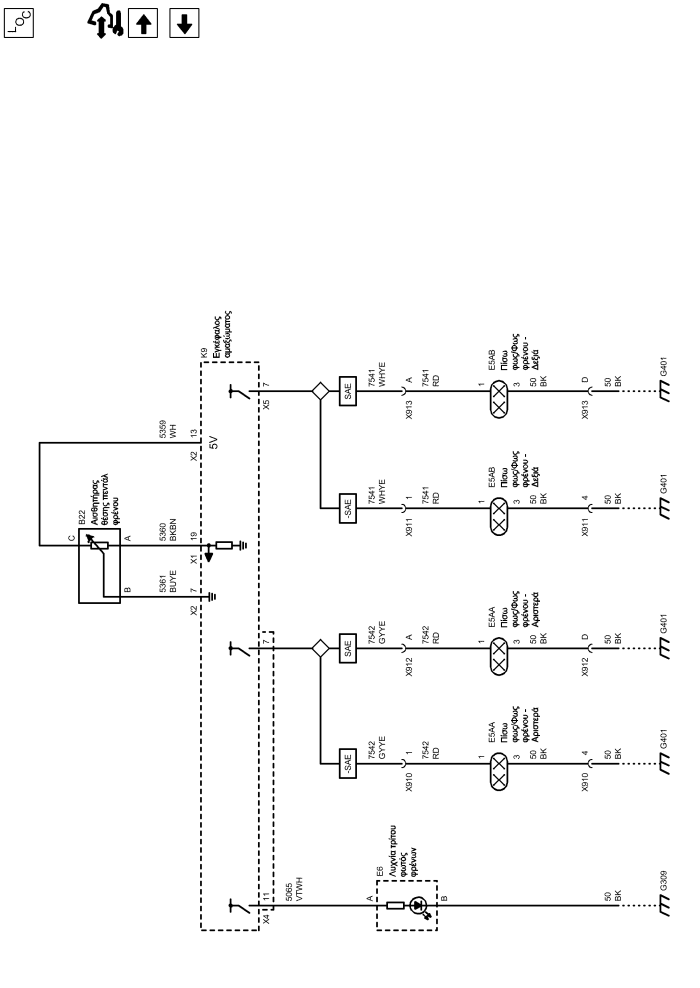 LOC
K9
Εγκέφαλος
αμαξώματος
B22
Αισθητήρας
θέσης πεντάλ
φρένου
C
A
B
5359
WH
X2
13
5V
5360
BKBN
X1
19
5361
BUYE
X2
7
X5
7
7
X4
11
SAE
7541
WHYE
X913
A
7541
RD
1
E5AB
Πίσω
φως/Φως
φρένου -
Δεξιά
3
50
BK
X913
D
50
BK
G401
-SAE
7541
WHYE
X911
1
7541
RD
1
E5AB
Πίσω
φως/Φως
φρένου -
Δεξιά
3
50
BK
X911
4
50
BK
G401
SAE
7542
GYYE
X912
A
7542
RD
1
E5AA
Πίσω
φως/Φως
φρένου -
Αριστερά
3
50
BK
X912
D
50
BK
G401
-SAE
7542
GYYE
X910
1
7542
RD
1
E5AA
Πίσω
φως/Φως
φρένου -
Αριστερά
3
50
BK
X910
4
50
BK
G401
5065
VTWH
A
E6
Λυχνία τρίτου
φωτός
φρένων
B
50
BK
G309